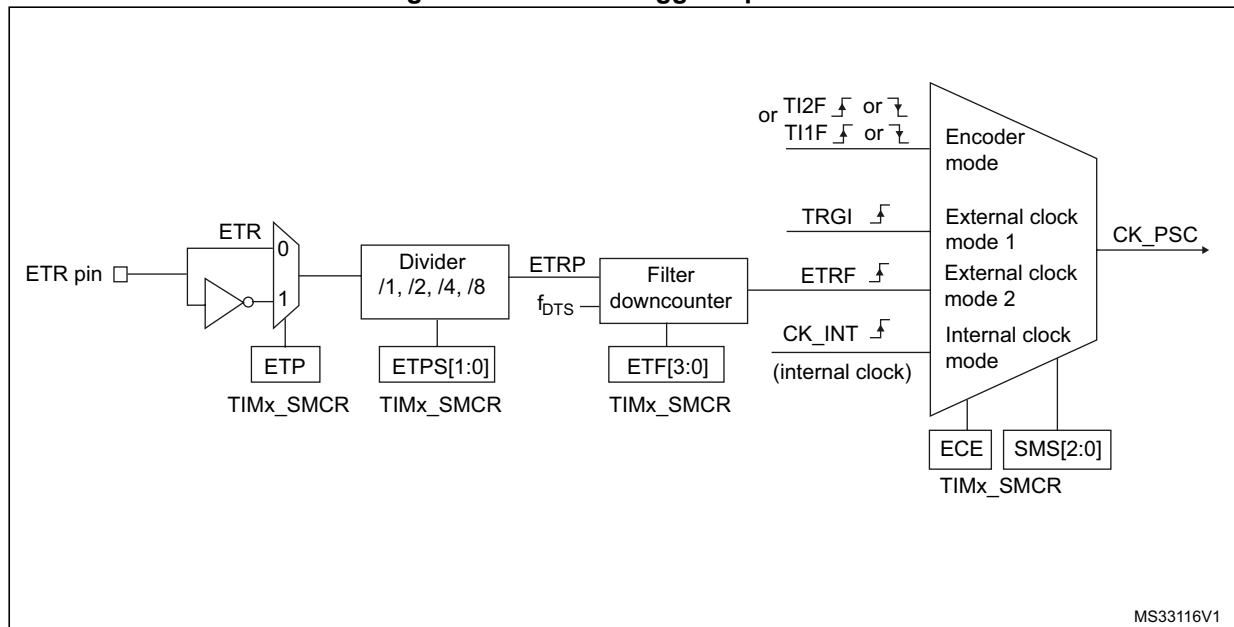 or TI2F or
TI1F or
Encoder
mode
TRGI
External clock
mode 1
CK_PSC
ETR
0
ETR pin
1
Divider
/1, /2, /4, /8
ETRP
fDTS
Filter
downcounter
ETRF
External clock
mode 2
CK_INT
(internal clock)
Internal clock
mode
ETP
TIMx_SMCR
ETPS[1:0]
TIMx_SMCR
ETF[3:0]
TIMx_SMCR
ECE
SMS[2:0]
TIMx_SMCR
MS33116V1